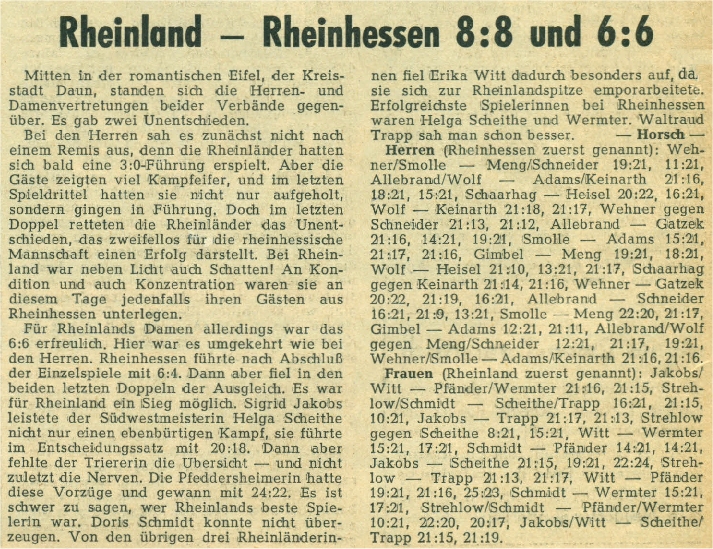 Rheinland — Rheinhessen 8:8 und 6:6
Mitten in der romantischen Eifel, der Kreis-
stadt Daun, standen sich die Herren- und
Damenvertretungen beider Verbände gegen-
über. Es gab zwei Unentschieden.
Bei den Herren sah es zunächst nicht nach
einem Remis aus, denn die Rheinländer hatten
sich bald eine 3:0-Führung erspielt. Aber die
Gäste zeigten viel Kampfeifer, und im letzten
Spieldrittel hatten sie nicht nur aufgeholt,
sondern gingen in Führung. Doch im letzten
Doppel retteten die Rheinländer das Unent-
schieden, das zweifellos für die rheinhessische
Mannschaft einen Erfolg darstellt. Bei Rhein-
land war neben Licht auch Schatten! An Kon-
dition und auch Konzentration waren sie an
diesem Tage jedenfalls ihren Gästen aus
Rheinhessen unterlegen.
Für Rheinlands Damen allerdings war das
6:6 erfreulich. Hier war es umgekehrt wie bei
den Herren. Rheinhessen führte nach Abschluß
der Einzelspiele mit 6:4. Dann aber fiel in den
beiden letzten Doppeln der Ausgleich. Es war
für Rheinland ein Sieg möglich. Sigrid Jakobs
leistete der Südwestmeisterin Helga Scheithe
nicht nur einen ebenbürtigen Kampf, sie führte
im Entscheidungssatz mit 20:18. Dann aber
fehlte der Triererin die Übersicht — und nicht
zuletzt die Nerven. Die Pfeddersheimerin hatte
diese Vorzüge und gewann mit 24:22. Es ist
schwer zu sagen, wer Rheinlands beste Spie-
lerin war. Doris Schmidt konnte nicht über-
zeugen. Von den übrigen drei Rheinländerin-
nen fiel Erika Witt dadurch besonders auf, da
sie sich zur Rheinlandspitze emporarbeitete.
Erfolgreichste Spielerinnen bei Rheinhessen
waren Helga Scheithe und Wermter. Waltraud
Trapp sah man schon besser. — Horsch —
Herren (Rheinhessen zuerst genannt): Weh-
ner/Smolle — Meng/Schneider 19:21, 11:21,
Allebrand/Wolf — Adams/Keinarth 21:16,
18:21, 15:21, Schaarhag — Heisel 20:22, 16:21,
Wolf — Keinarth 21:18, 21:17, Wehner gegen
Schneider 21:13, 21:12, Allebrand — Gatzek
21:16, 14:21, 19:21, Smolle — Adams 15:21,
21:17, 21:16, Gimbel — Meng 19:21, 18:21,
Wolf — Heisel 21:10, 13:21, 21:17, Schaarhag
gegen Keinarth 21:14, 21:16, Wehner — Gatzek
20:22, 21:19, 16:21, Allebrand — Schneider
16:21, 21:9, 13:21, Smolle — Meng 22:20, 21:17,
Gimbel — Adams 12:21, 21:11, Allebrand/Wolf
gegen Meng/Schneider 12:21, 21:17, 19:21,
Wehner/Smolle — Adams/Keinarth 21:16, 21:16.
Frauen (Rheinland zuerst genannt): Jakobs/
Witt — Pfänder/Wermter 21:16, 21:15, Streh-
low/Schmidt — Scheithe/Trapp 16:21, 21:15,
10:21, Jakobs — Trapp 21:17, 21:13, Strehlow
gegen Scheithe 8:21, 15:21, Witt — Wermter
15:21, 17:21, Schmidt — Pfänder 14:21, 14:21,
Jakobs — Scheithe 21:15, 19:21, 22:24, Streh-
low — Trapp 21:13, 21:17, Witt — Pfänder
19:21, 21:16, 25:23, Schmidt — Wermter 15:21,
17:21, Strehlow/Schmidt — Pfänder/Wermter
10:21, 22:20, 20:17, Jakobs/Witt — Scheithe/
Trapp 21:15, 21:19.